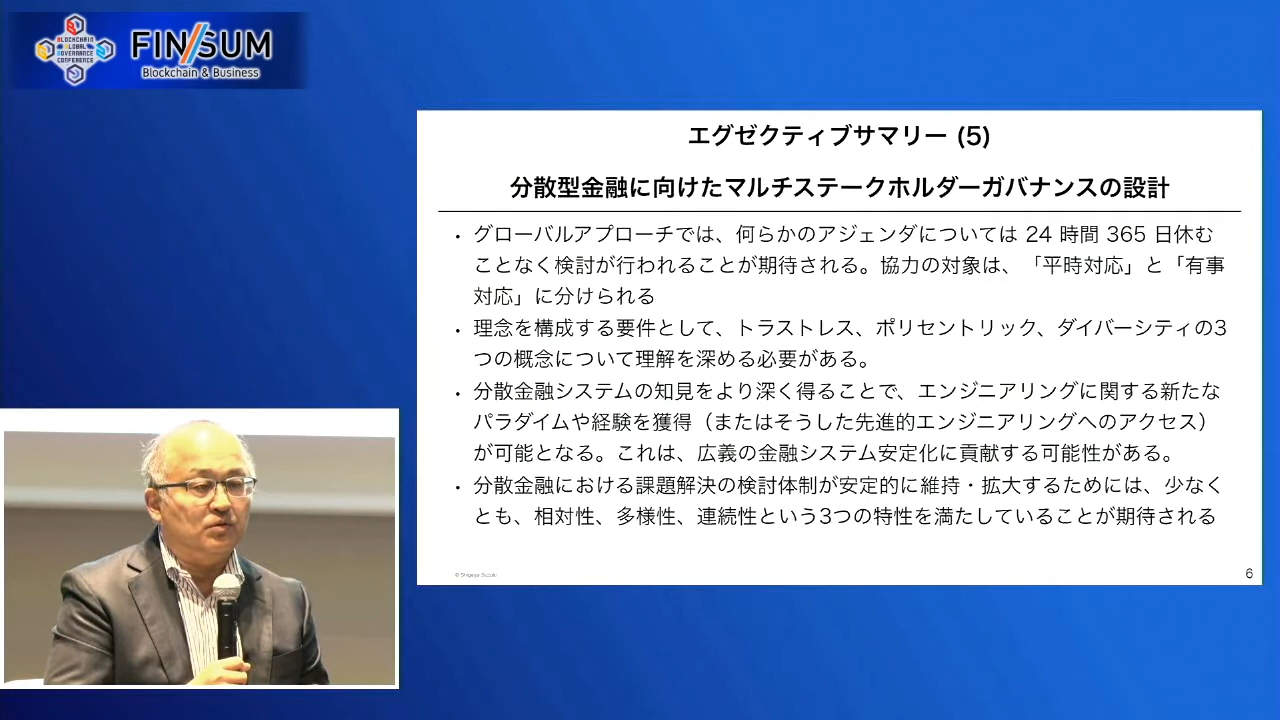 BLOCKCHAIN
GLOBAL
GOVERNANCE
CONFERENCE
FIN/SUM
Blockchain & Business
エグゼクティブサマリー (5)
分散型金融に向けたマルチステークホルダーガバナンスの設計
• グローバルアプローチでは、何らかのアジェンダについては 24 時間 365 日休む
ことなく検討が行われることが期待される。協力の対象は、「平時対応」と「有事
対応」に分けられる
• 理念を構成する要件として、トラストレス、ポリセントリック、ダイバーシティの3
つの概念について理解を深める必要がある。
• 分散金融システムの知見をより深く得ることで、エンジニアリングに関する新たな
パラダイムや経験を獲得（またはそうした先進的エンジニアリングへのアクセス）
が可能となる。これは、広義の金融システム安定化に貢献する可能性がある。
• 分散金融における課題解決の検討体制が安定的に維持・拡大するためには、少なく
とも、相対性、多様性、連続性という3つの特性を満たしていることが期待される
© Shigeya Suzuki
6